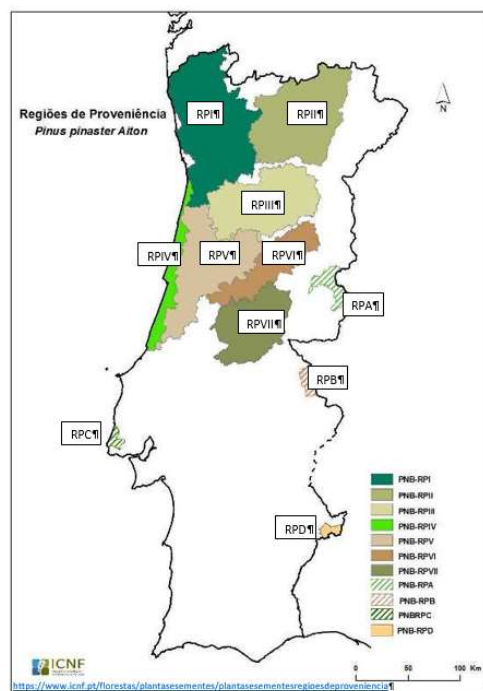 Regiões de Proveniência
Pinus pinaster Aiton
N
RPI¶
RPII¶
RPIII¶
RPIV¶
RPV¶
RPVI¶
RPA¶
RPVII¶
RPB¶
RPC¶
RPD¶
PNB-RPI
PNB-RPII
PNB-RPIII
PNB-RPIV
PNB-RPV
PNB-RPVI
PNB-RPVII
PNB-RPA
PNB-RPB
PNBRPC
PNB-RPD
ICNF
0 50 100 Km
https://www.icnf.pt/florestas/plantasesementes/plantasesementesregioesdeproveniencia¶